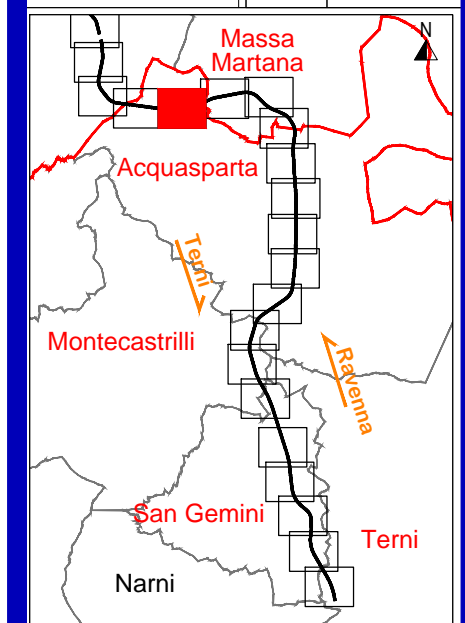 Massa
Martana
N
Acquasparta
Terni
Montecastrilli
Ravenna
San Gemini
Terni
Narni